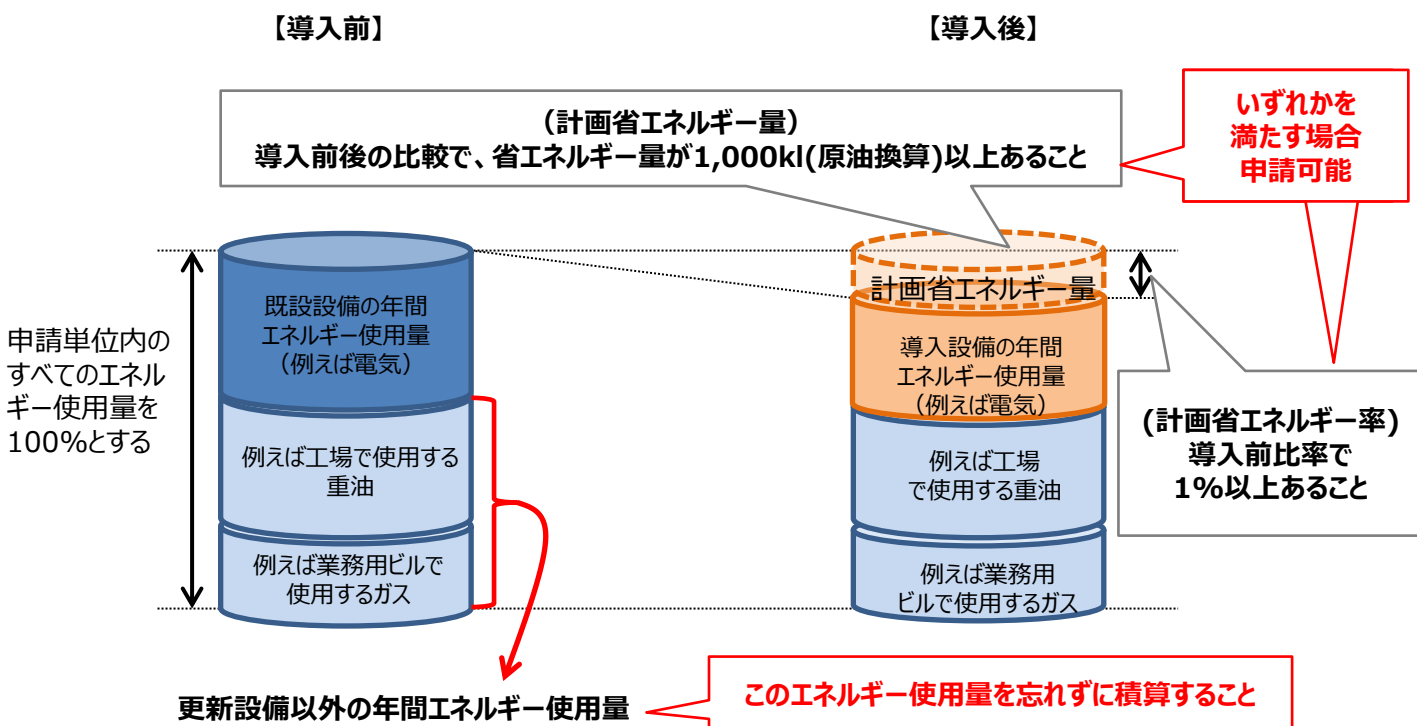 【導入前】
【導入後】
（計画省エネルギー量）
導入前後の比較で、省エネルギー量が1,000kl(原油換算)以上あること
いずれかを
満たす場合
申請可能
申請単位内の
すべてのエネル
ギー使用量を
100%とする
既設設備の年間
エネルギー使用量
（例えば電気）
例えば工場で使用する
重油
例えば業務用ビルで
使用するガス
計画省エネルギー量
導入設備の年間
エネルギー使用量
（例えば電気）
例えば工場
で使用する重油
例えば業務用
ビルで使用するガス
(計画省エネルギー率)
導入前比率で
1%以上あること
更新設備以外の年間エネルギー使用量
このエネルギー使用量を忘れずに積算すること